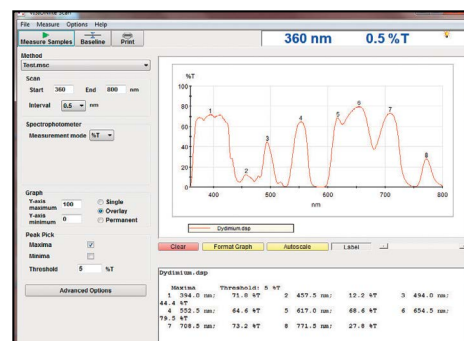 File Measure Options Help
Measure Samples Baseline Print
360 nm 0.5 %T
Method
Test.msc
Scan
Start 360 End 800 nm
Interval 0.5 nm
Spectrophotometer
Measurement mode %T
Graph
Y-axis maximum 100
Y-axis minimum 0
Single
Overlay
Permanent
Peak Pick
Maxima
Minima
Threshold 5 %T
Advanced Options
%T
100
80
60
40
20
0
1 2 3 4 5 6 7 8
400 500 600 700 800
nm
Dydimium.dsp
Clear Format Graph Autoscale Label
Dydimium.dsp
Maxima Threshold: 5 %T
1 394.0 nm; 71.8 %T 2 457.5 nm; 12.2 %T 3 494.0 nm;
44.4 %T
4 552.5 nm; 64.6 %T 5 617.0 nm; 68.6 %T 6 654.5 nm;
79.5 %T
7 708.5 nm; 73.2 %T 8 771.5 nm; 27.8 %T